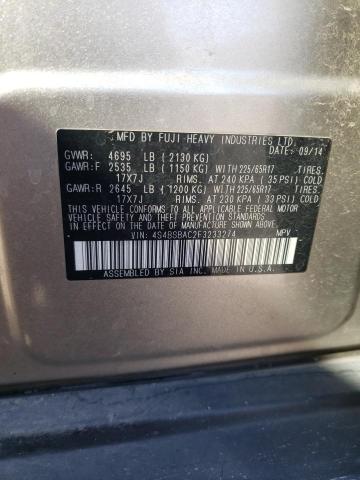 MFD BY FUJI HEAVY INDUSTRIES LTD.
DATE: 09/14
GVWR: 4695 LB (2130 KG)
GAWR:F 2535 LB (1150 KG) WITH 225/65R17 TIRES.
17X7J RIMS. AT 240 KPA (35 PSI) COLD
GAWR:R 2645 LB (1200 KG) WITH 225/65R17 TIRES.
17X7J RIMS. AT 230 KPA (33 PSI) COLD
THIS VEHICLE CONFORMS TO ALL APPLICABLE FEDERAL MOTOR
VEHICLE SAFETY AND THEFT PREVENTION STANDARDS
IN EFFECT ON THE DATE OF MANUFACTURE SHOWN ABOVE.
VIN: 4S4BSBAC2F3233274 MPV
ASSEMBLED BY SIA INC. MADE IN U.S.A.